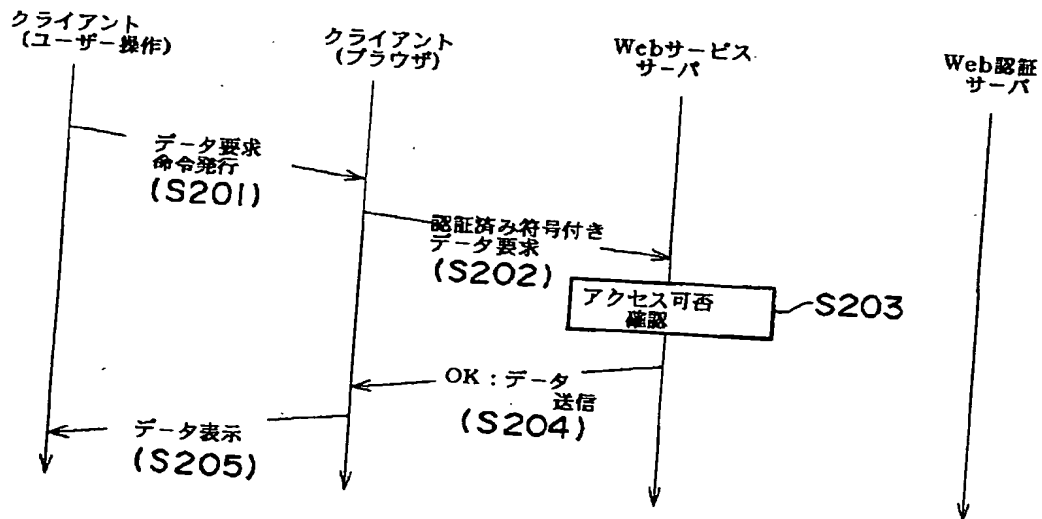 クライアント
(ユーザー操作)
クライアント
(ブラウザ)
Webサービス
サーバ
Web認証
サーバ
データ要求
命令発行
(S201)
認証済み符号付き
データ要求
(S202)
アクセス可否
確認
S203
OK:データ
送信
(S204)
データ表示
(S205)